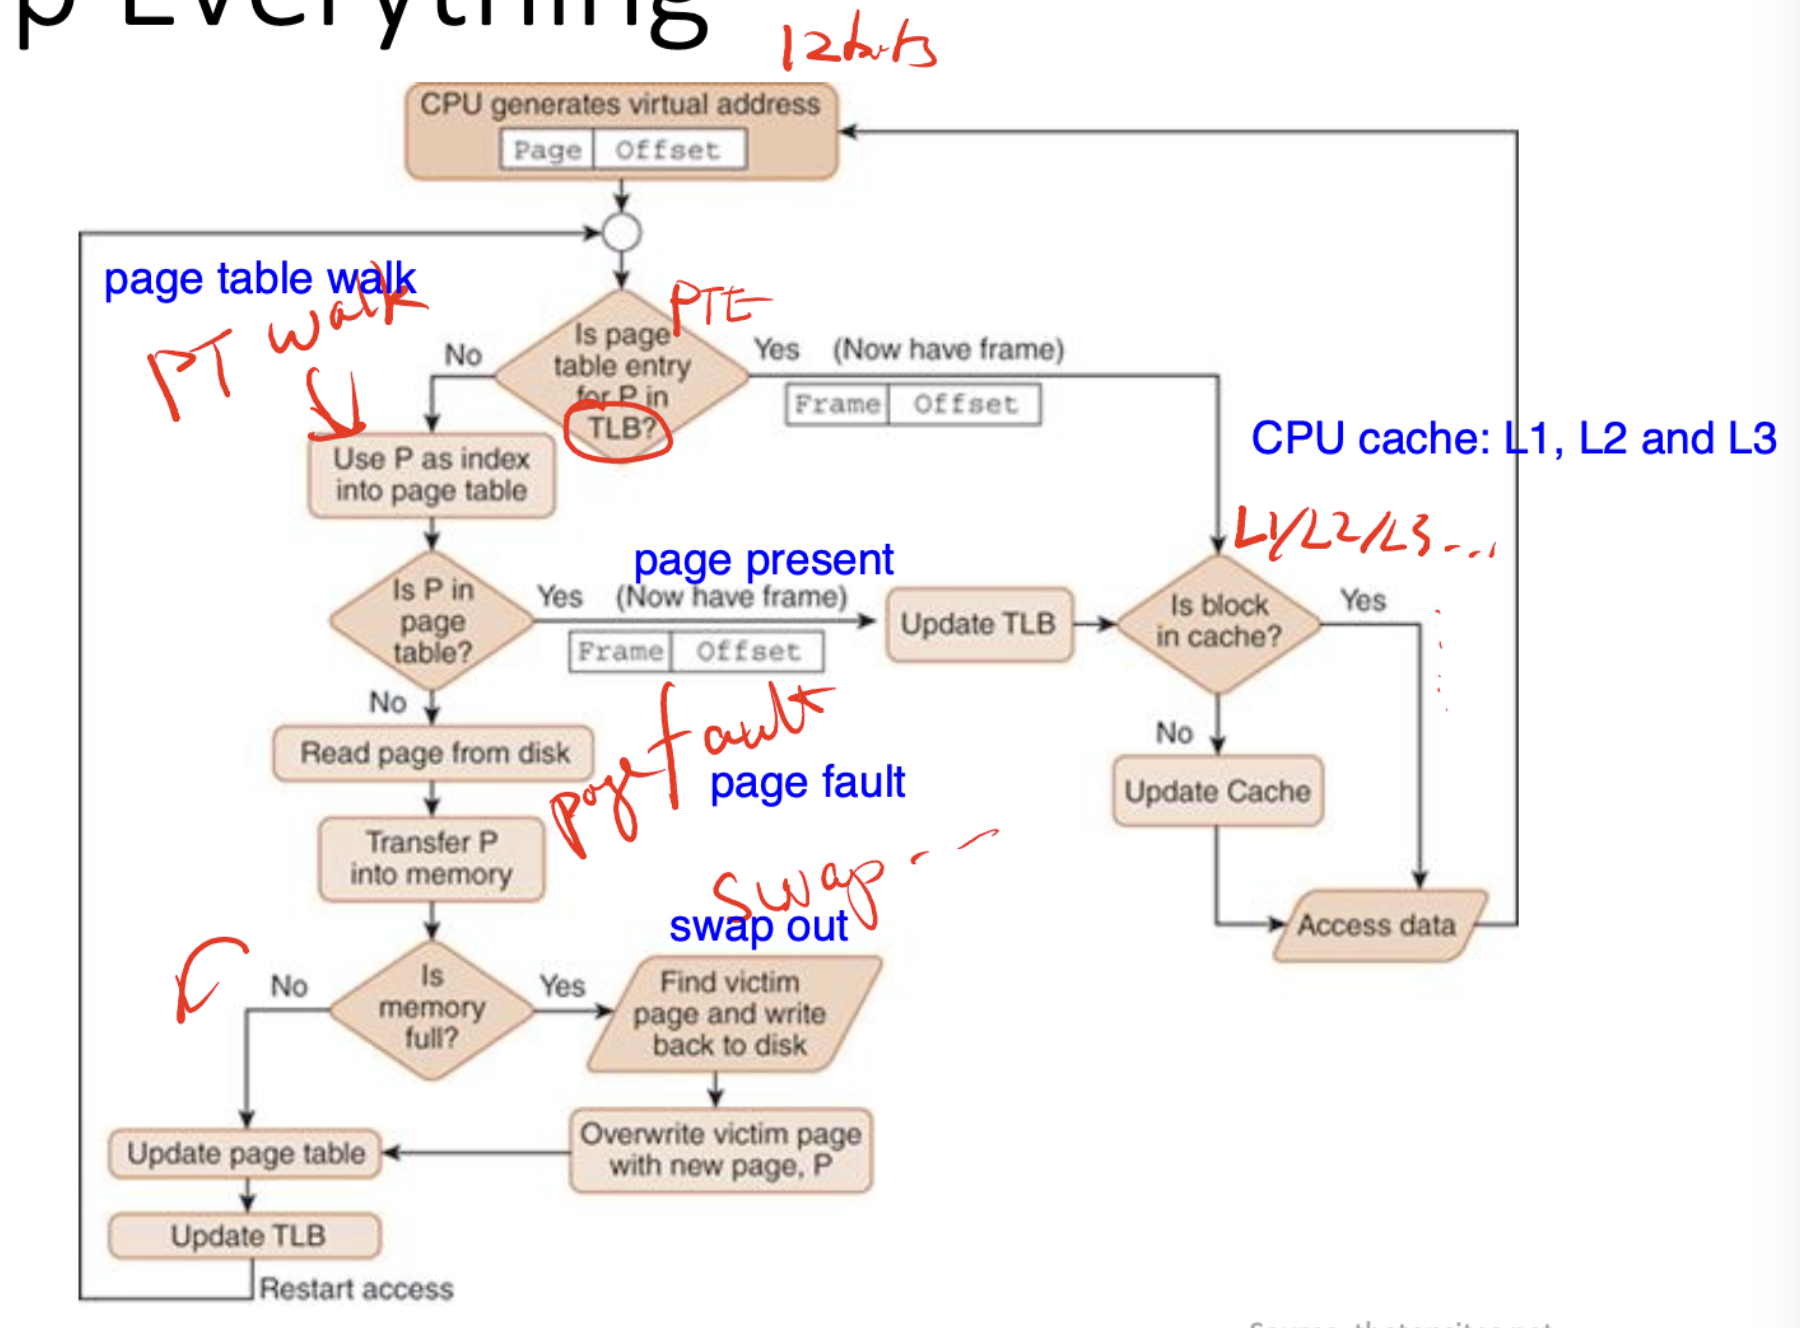 p Everything
12bits
CPU generates virtual address
Page Offset
page table walk
PT walk
PTE
Is page
table entry
for P in
TLB?
No
Yes (Now have frame)
Frame Offset
CPU cache: L1, L2 and L3
L1/L2/L3...
Use P as index
into page table
page present
Is P in
page
table?
Yes (Now have frame)
Frame Offset
Update TLB
Is block
in cache?
Yes
No
No
Read page from disk
page fault
page fault
Update Cache
Transfer P
into memory
swap
swap out
Access data
Is
memory
full?
No
Yes
Find victim
page and write
back to disk
Update page table
Overwrite victim page
with new page, P
Update TLB
Restart access